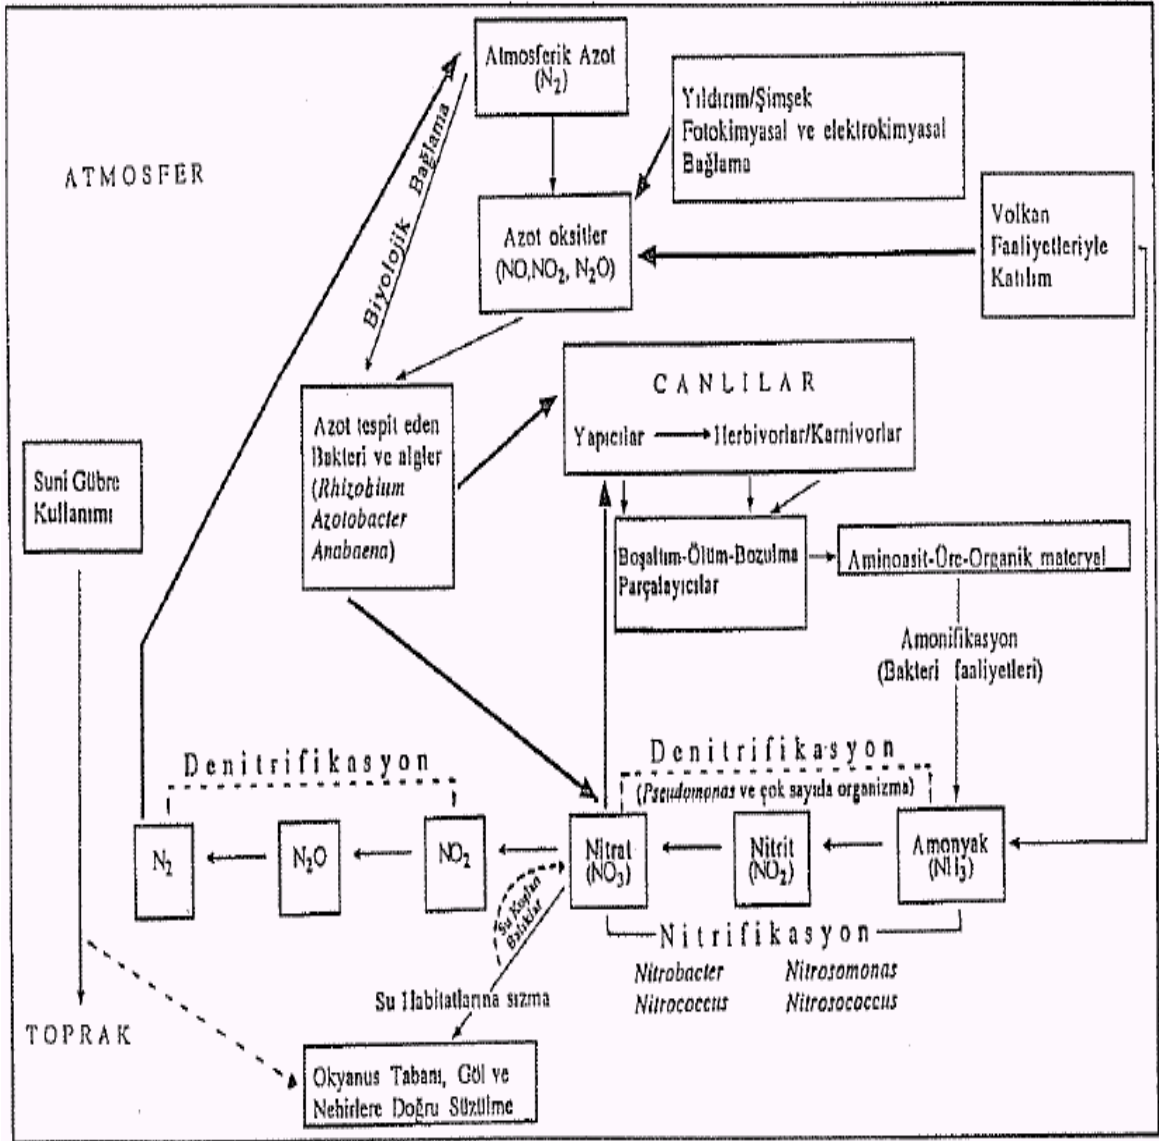 Atmosferik Azot
(N₂)
Yıldırım/Şimşek
Fotokimyasal ve elektrokimyasal
Bağlama
ATMOSFER
Biyolojik Bağlama
Volkan
Faaliyetleriyle
Katılım
Azot oksitler
(NO,NO₂, N₂O)
CANLILAR
Yapıcılar
Herbivorlar/Karnivorlar
Azot tespit eden
Bakteri ve algler
(Rhizobium
Azotobacter
Anabaena)
Suni Gübre
Kullanımı
Boşaltım-Ölüm-Bozulma
Parçalayıcılar
Aminoasit-Üre-Organik materyal
Amonifikasyon
(Bakteri faaliyetleri)
Denitrifikasyon
Denitrifikasyon
(Pseudomonas ve çok sayıda organizma)
N₂
N₂O
NO₂
Nitrat
(NO₃)
Nitrit
(NO₂)
Amonyak
(NH₃)
Su Kuşları
Balıklar
Nitrifikasyon
Nitrobacter
Nitrosomonas
Nitrococcus
Nitrosococcus
Su Habitatlarına sızma
TOPRAK
Okyanus Tabanı, Göl ve
Nehirlere Doğru Süzülme